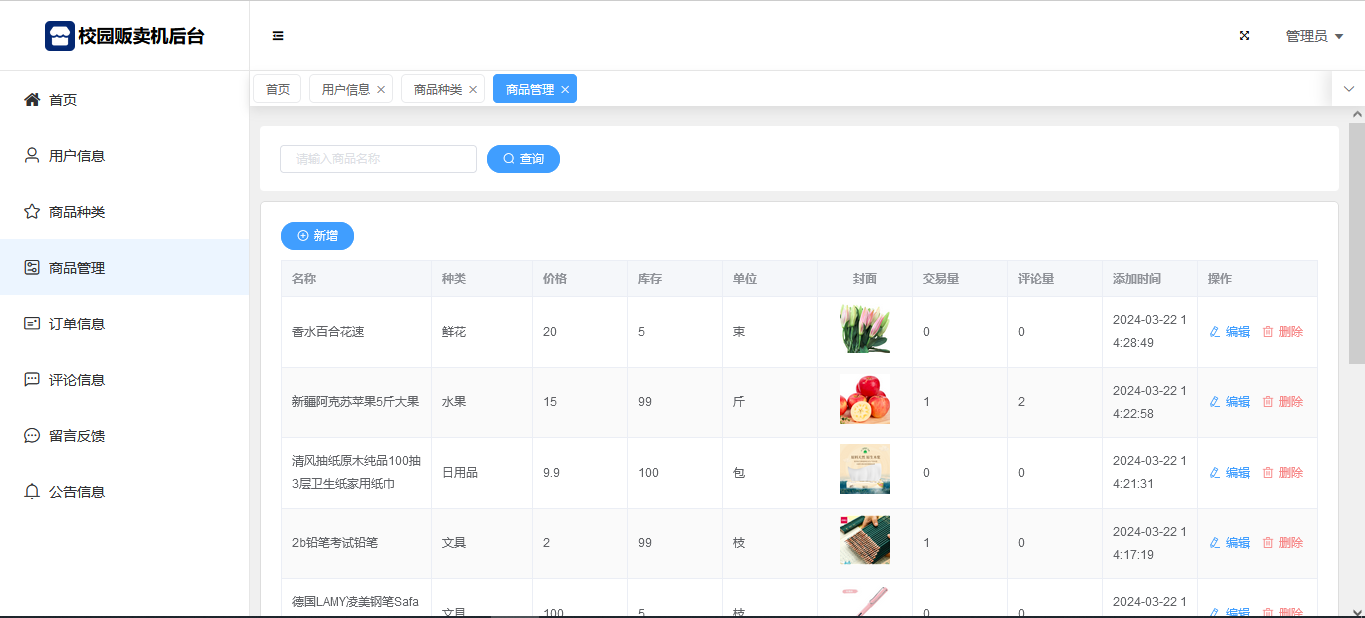 校园贩卖机后台
管理员
首页
用户信息
商品种类
商品管理
订单信息
评论信息
留言反馈
公告信息
首页 用户信息 商品种类 商品管理
请输入商品名称 查询
新增
名称 种类 价格 库存 单位 封面 交易量 评论量 添加时间 操作
香水百合花速 鲜花 20 5 束 0 0 2024-03-22 1
4:28:49 编辑 删除
新疆阿克苏苹果5斤大果 水果 15 99 斤 1 2 2024-03-22 1
4:22:58 编辑 删除
清风抽纸原木纯品100抽
3层卫生纸家用纸巾 日用品 9.9 100 包 0 0 2024-03-22 1
4:21:31 编辑 删除
2b铅笔考试铅笔 文具 2 99 枝 1 0 2024-03-22 1
4:17:19 编辑 删除
德国LAMY凌美钢笔Safa 文具 100 5 枝 0 0 2024-03-22 1
编辑 删除